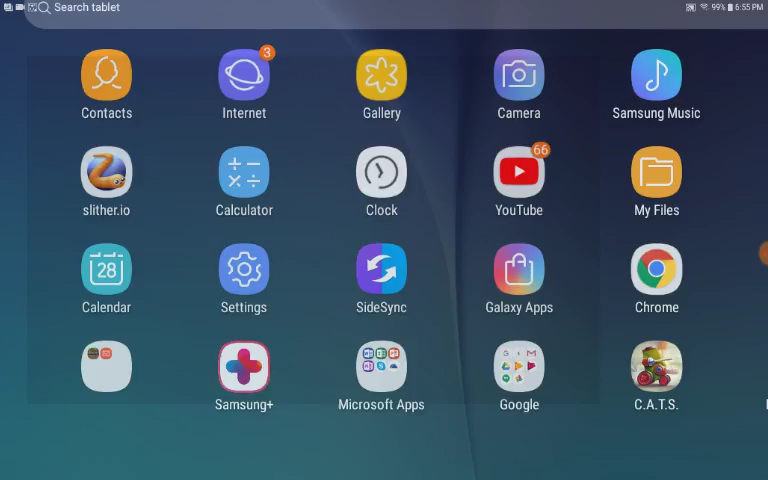 Search tablet
99% 6:55 PM
3
Contacts Internet Gallery Camera Samsung Music
66
slither.io Calculator Clock YouTube My Files
28
Calendar Settings SideSync Galaxy Apps Chrome
Samsung+ Microsoft Apps Google C.A.T.S.